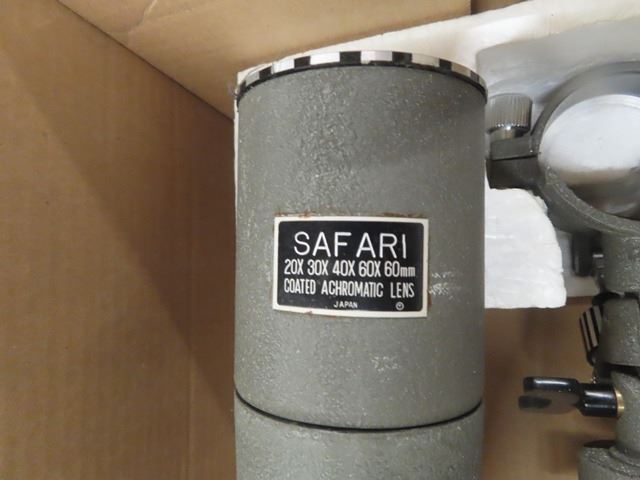 SAFARI
20X 30X 40X 60X 60mm
COATED ACHROMATIC LENS
JAPAN